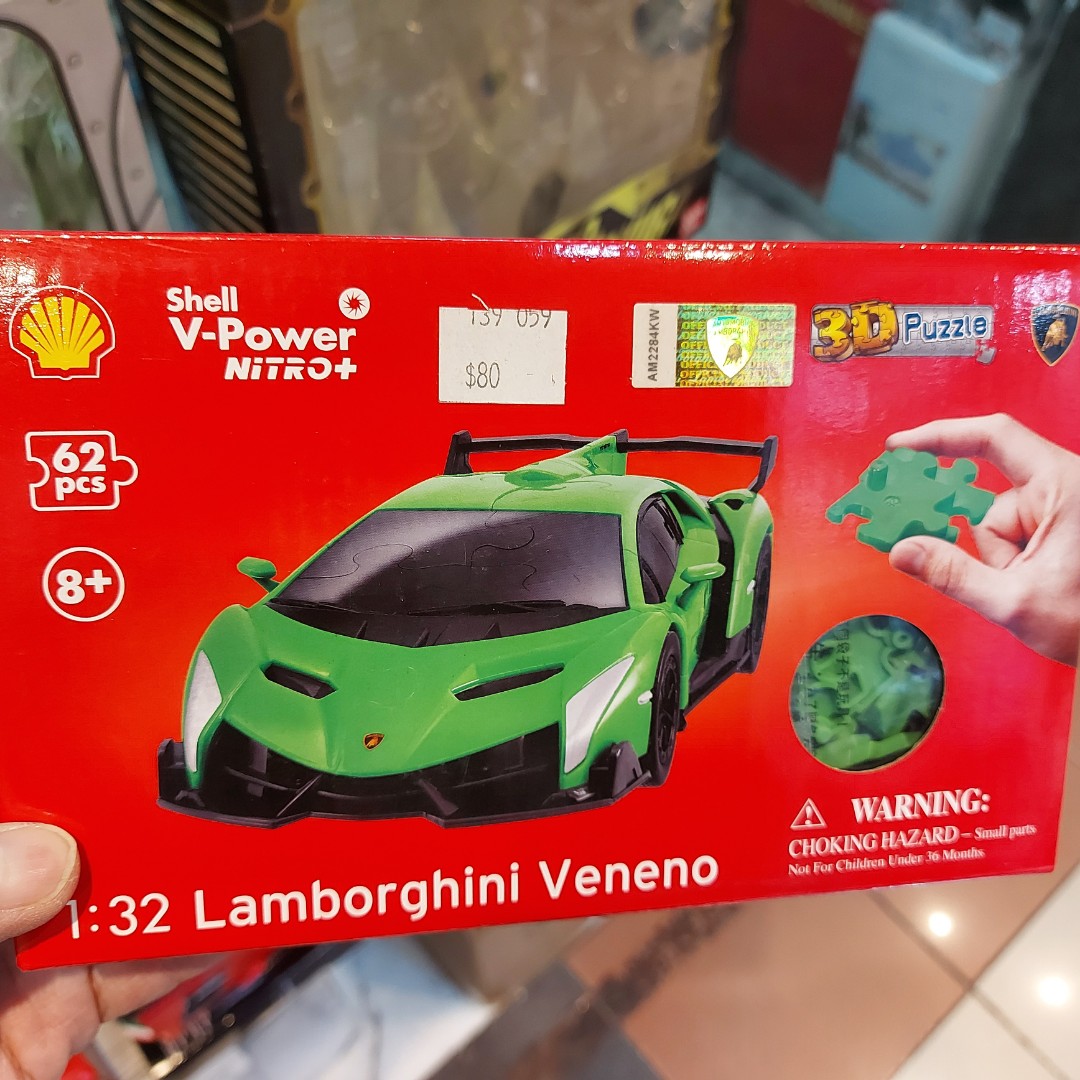 Shell
V-Power
NiTRO+
139 059
$80
AM2284KW
3D Puzzle
62
pcs
8+
WARNING:
CHOKING HAZARD – Small parts
Not For Children Under 36 Months
1:32 Lamborghini Veneno